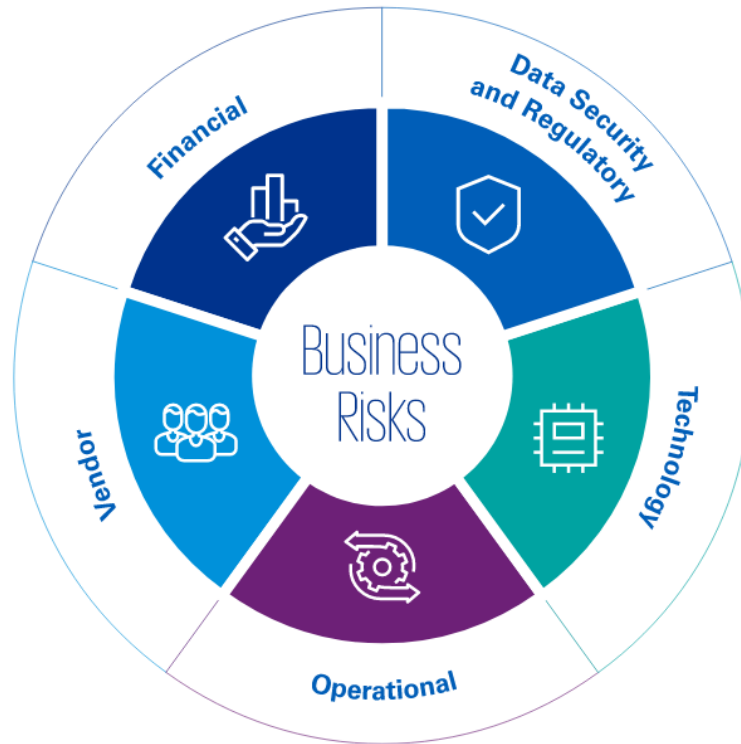 Business
Risks
Financial
Data Security
and Regulatory
Technology
Operational
Vendor